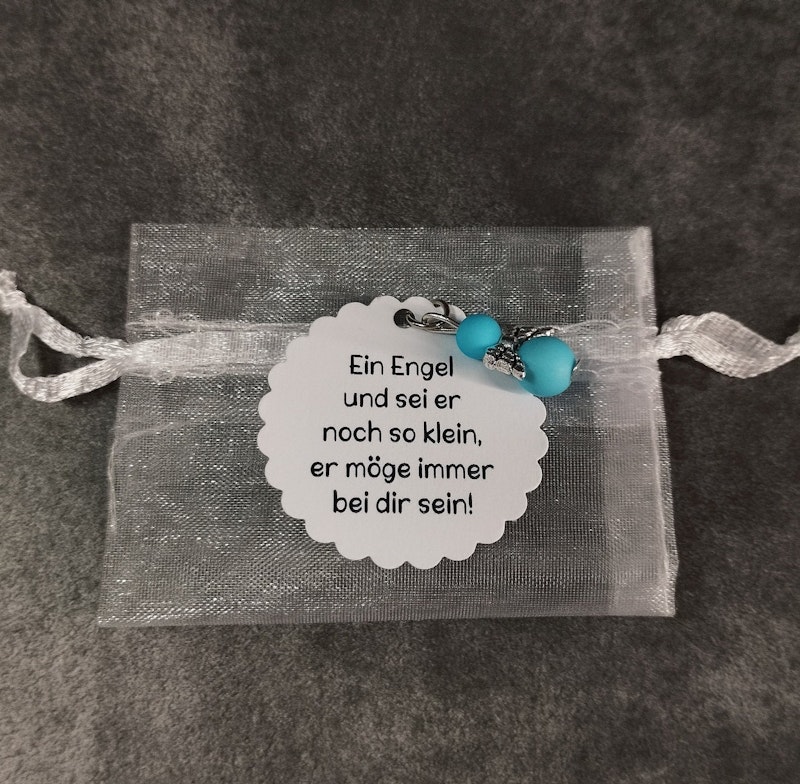 Ein Engel
und sei er
noch so klein,
er möge immer
bei dir sein!